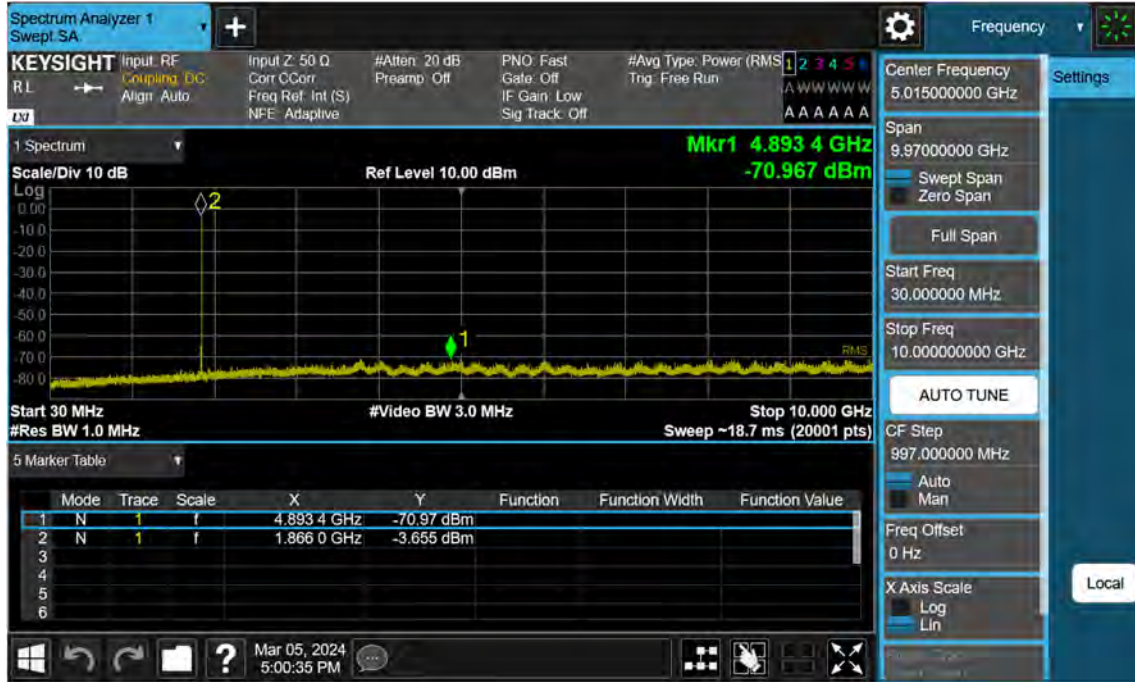 Spectrum Analyzer 1
Swept SA
+
Frequency
KEYSIGHT
RL
LXI
Input: RF
Coupling: DC
Align: Auto
Input Z: 50 Ω
Corr CCorr
Freq Ref: Int (S)
NFE: Adaptive
#Atten: 20 dB
Preamp: Off
PNO: Fast
Gate: Off
IF Gain: Low
Sig Track: Off
#Avg Type: Power (RMS
Trig: Free Run
1 2 3 4 5 6
A W W W W W
A A A A A A
1 Spectrum
Mkr1 4.893 4 GHz
Scale/Div 10 dB Ref Level 10.00 dBm -70.967 dBm
Log
0.00
-10.0
-20.0
-30.0
-40.0
-50.0
-60.0
-70.0
-80.0
2
1
RMS
Start 30 MHz #Video BW 3.0 MHz Stop 10.000 GHz
#Res BW 1.0 MHz Sweep ~18.7 ms (20001 pts)
5 Marker Table
Mode Trace Scale X Y Function Function Width Function Value
1 N 1 f 4.893 4 GHz -70.97 dBm
2 N 1 f 1.866 0 GHz -3.655 dBm
3
4
5
6
?
Mar 05, 2024
5:00:35 PM
Center Frequency
5.015000000 GHz
Settings
Span
9.97000000 GHz
Swept Span
Zero Span
Full Span
Start Freq
30.000000 MHz
Stop Freq
10.000000000 GHz
AUTO TUNE
CF Step
997.000000 MHz
Auto
Man
Freq Offset
0 Hz
X Axis Scale
Log
Lin
Local